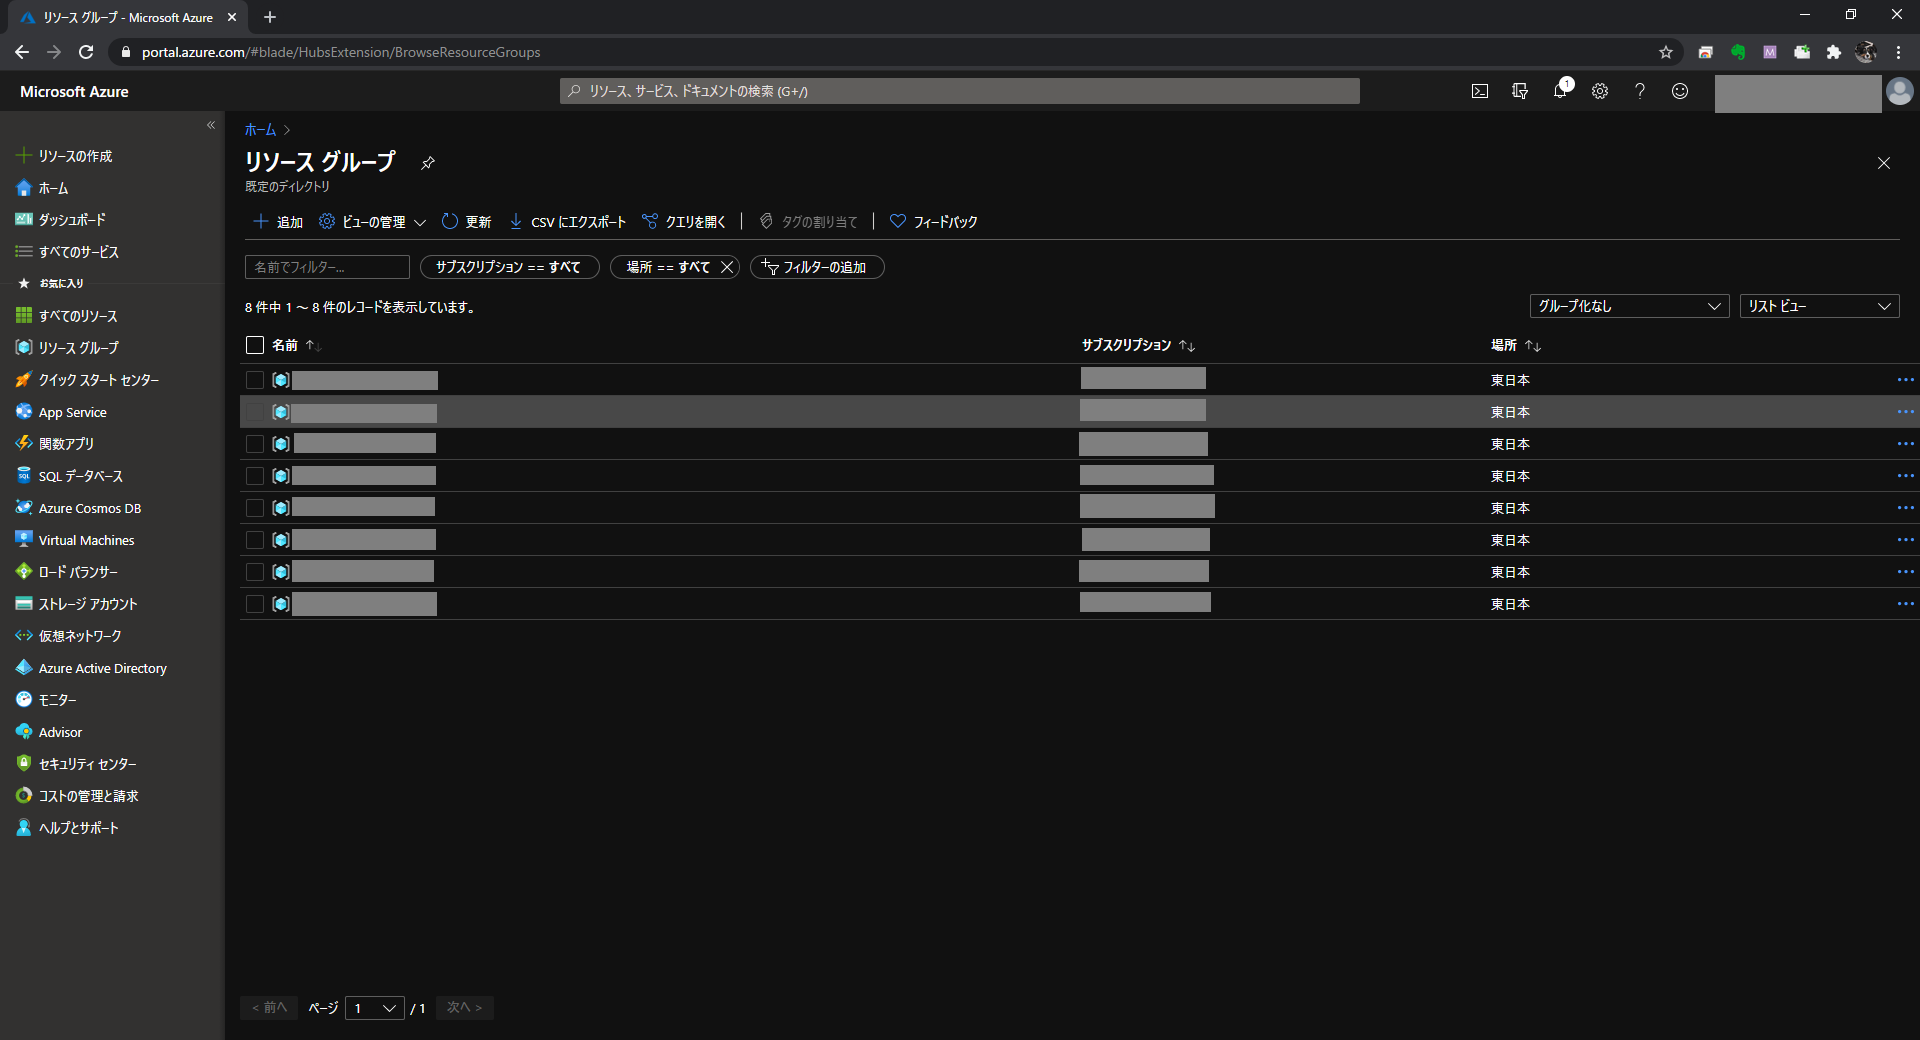 リソース グループ - Microsoft Azure
portal.azure.com/#blade/HubsExtension/BrowseResourceGroups
Microsoft Azure
リソース、サービス、ドキュメントの検索 (G+/)
1
«
リソースの作成
ホーム
ダッシュボード
すべてのサービス
お気に入り
すべてのリソース
リソース グループ
クイック スタート センター
App Service
関数アプリ
SQL データベース
Azure Cosmos DB
Virtual Machines
ロード バランサー
ストレージ アカウント
仮想ネットワーク
Azure Active Directory
モニター
Advisor
セキュリティ センター
コストの管理と請求
ヘルプとサポート
ホーム >
リソース グループ
既定のディレクトリ
追加 ビューの管理 更新 CSV にエクスポート クエリを開く タグの割り当て フィードバック
名前でフィルター... サブスクリプション == すべて 場所 == すべて フィルターの追加
8 件中 1 ～ 8 件のレコードを表示しています。
グループ化なし リスト ビュー
名前 ↑↓ サブスクリプション ↑↓ 場所 ↑↓
東日本
東日本
東日本
東日本
東日本
東日本
東日本
東日本
< 前へ ページ 1 / 1 次へ >